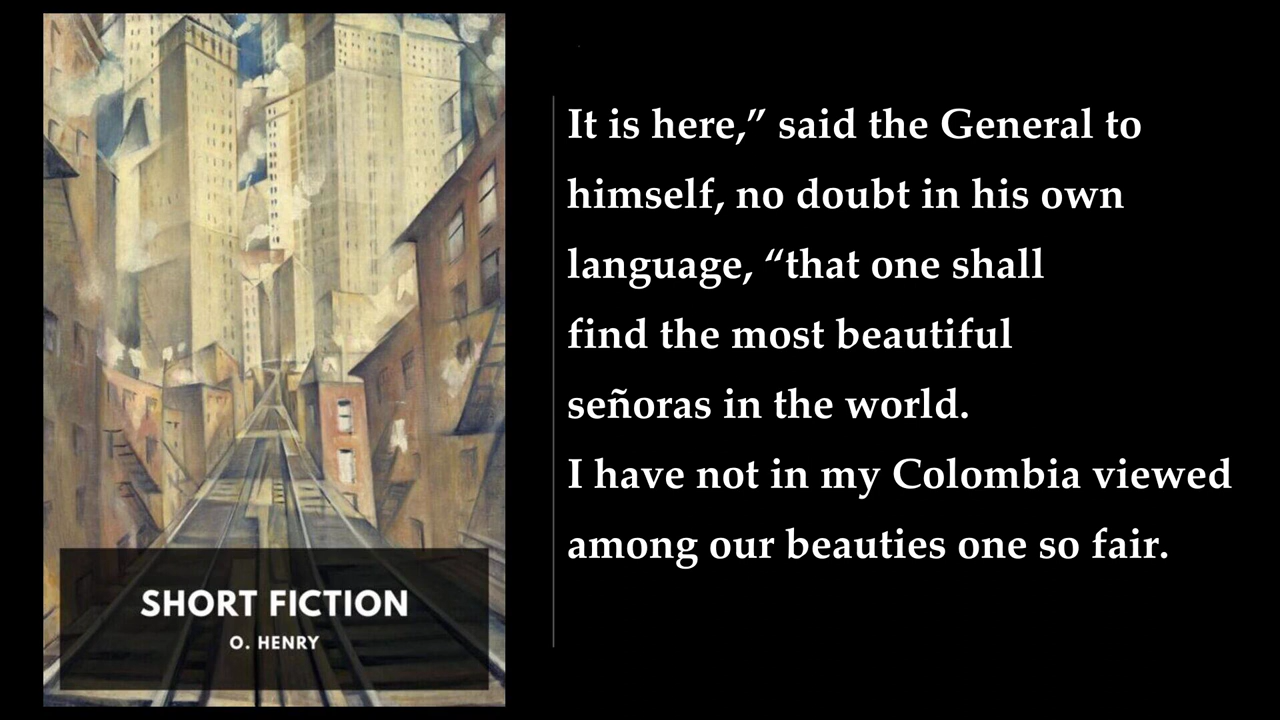 SHORT FICTION
O. HENRY
It is here,” said the General to
himself, no doubt in his own
language, “that one shall
find the most beautiful
señoras in the world.
I have not in my Colombia viewed
among our beauties one so fair.